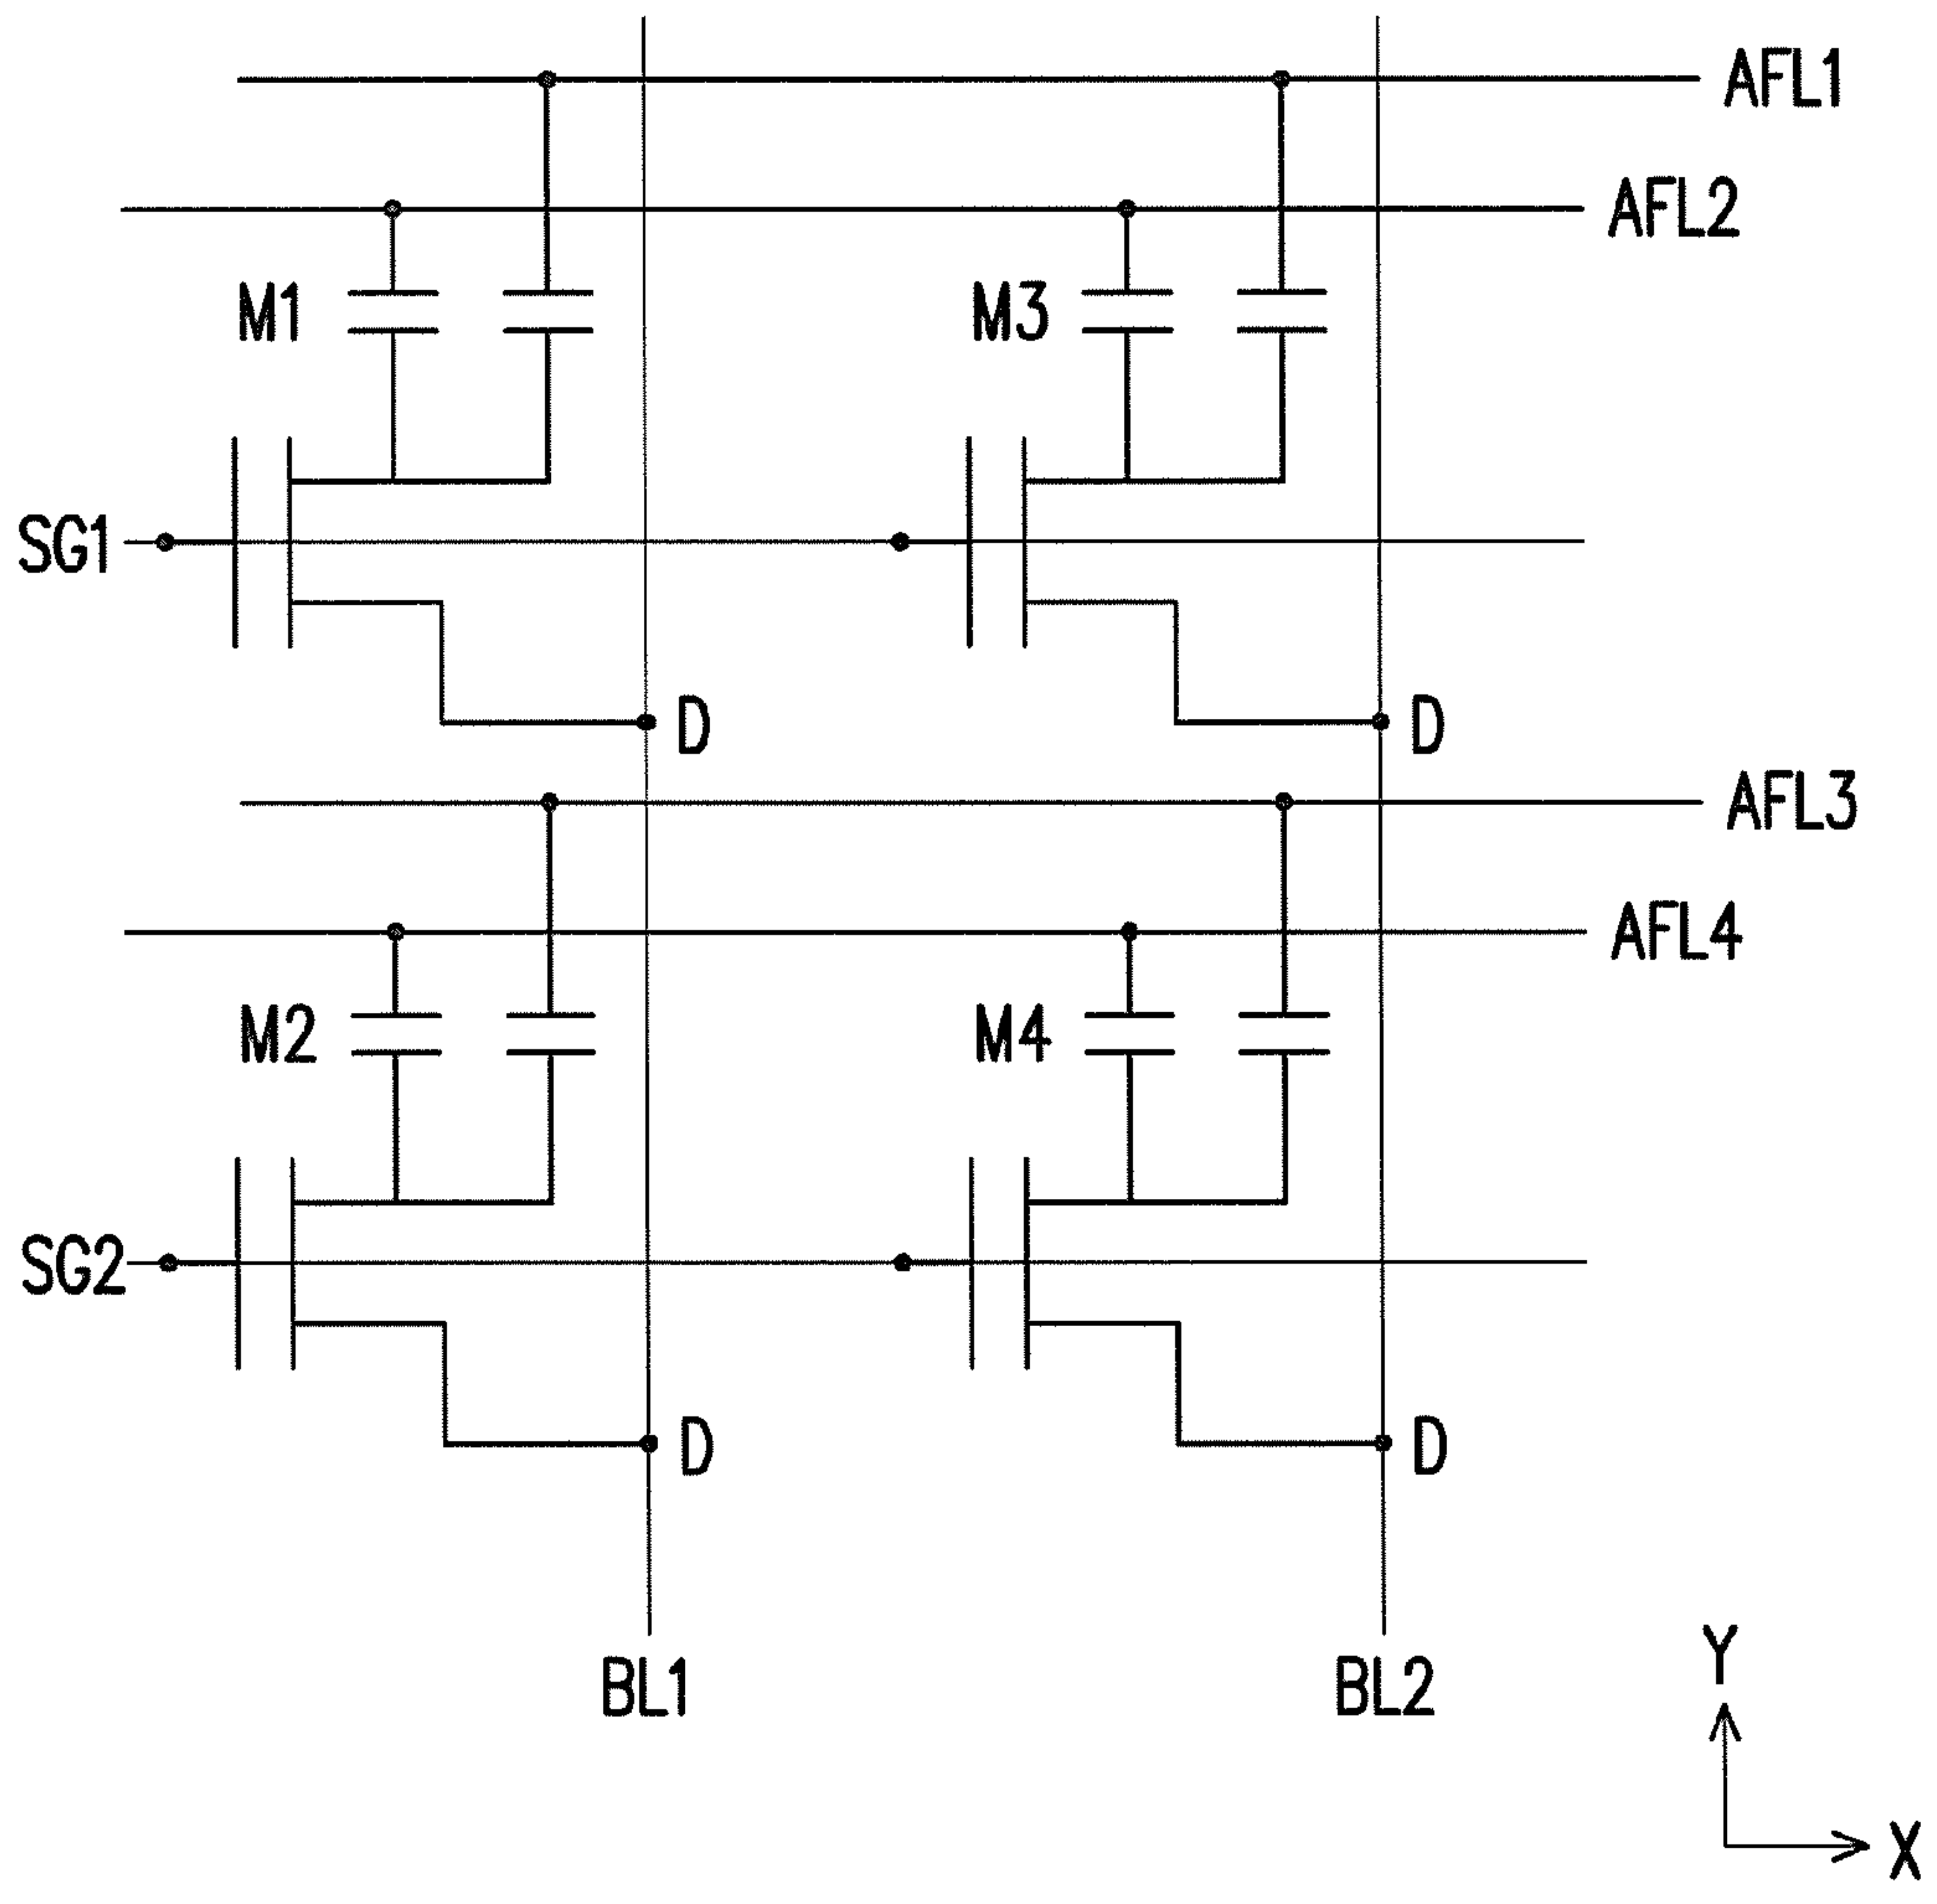 AFL1
AFL2
M1 M3
SG1
D D
AFL3
AFL4
M2 M4
SG2
D D
BL1 BL2
Y
X